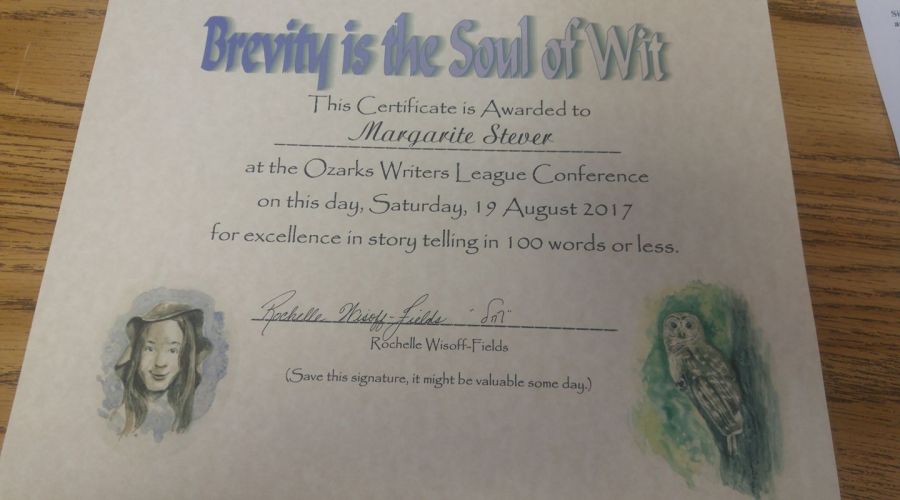 Brevity is the Soul of Wit
This Certificate is Awarded to
Margarite Stever
at the Ozarks Writers League Conference
on this day, Saturday, 19 August 2017
for excellence in story telling in 100 words or less.
Rochelle Wisoff-Fields
Rochelle Wisoff-Fields
(Save this signature, it might be valuable some day.)